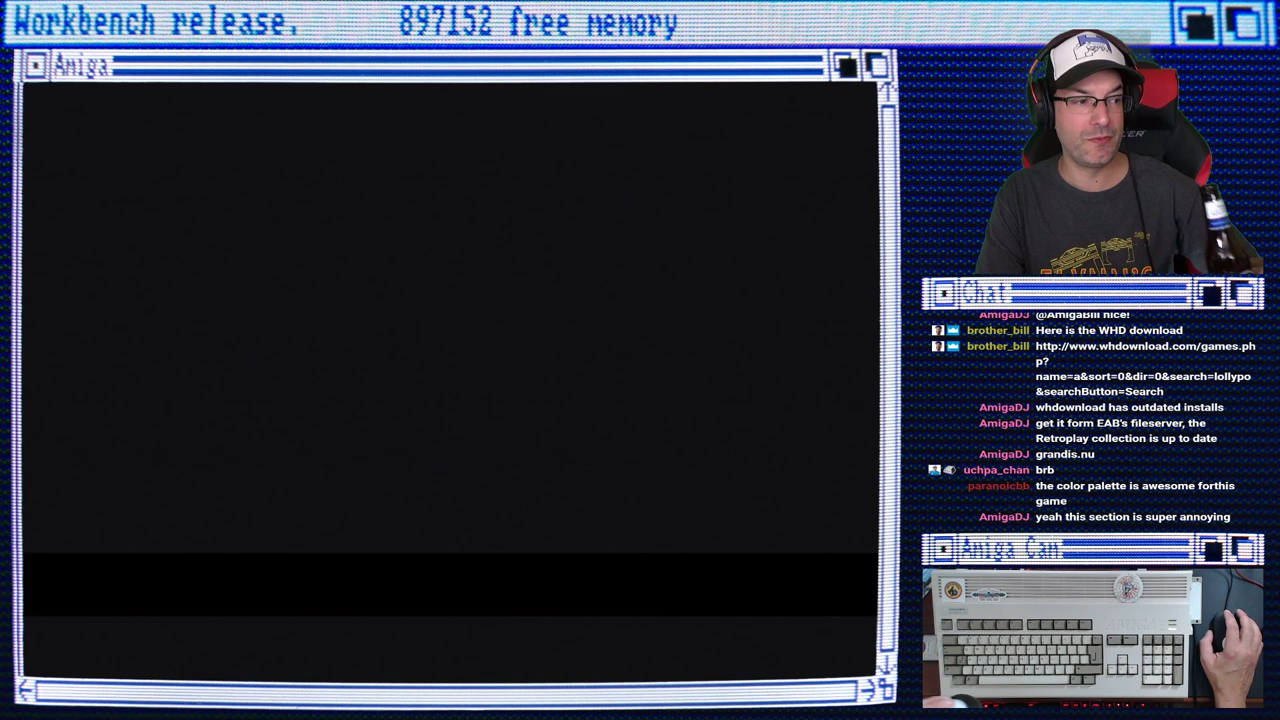 Workbench release.    897152 free memory
Amiga
Chat
AmigaDJ @AmigaBill nice!
brother_bill Here is the WHD download
brother_bill http://www.whdownload.com/games.ph
p?
name=a&sort=0&dir=0&search=lollypo
&searchButton=Search
AmigaDJ whdownload has outdated installs
AmigaDJ get it form EAB's fileserver, the
Retroplay collection is up to date
AmigaDJ grandis.nu
uchpa_chan brb
paranoicbb the color palette is awesome forthis
game
AmigaDJ yeah this section is super annoying
Amiga Cam